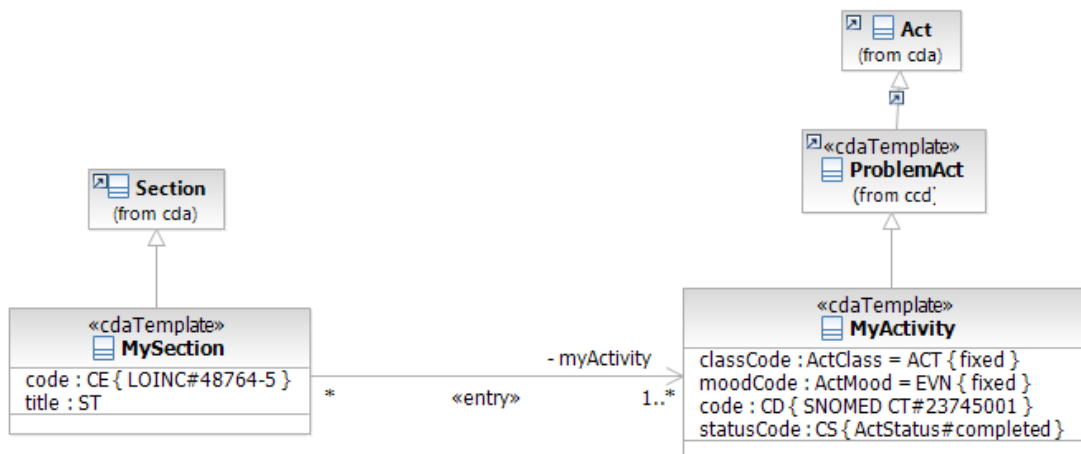 Act
(from cda)
«cdaTemplate»
ProblemAct
(from ccd)
Section
(from cda)
«cdaTemplate»
MySection
code : CE { LOINC#48764-5 }
title : ST
- myActivity
*
«entry»
1..*
«cdaTemplate»
MyActivity
classCode : ActClass = ACT { fixed }
moodCode : ActMood = EVN { fixed }
code : CD { SNOMED CT#23745001 }
statusCode : CS { ActStatus#completed }